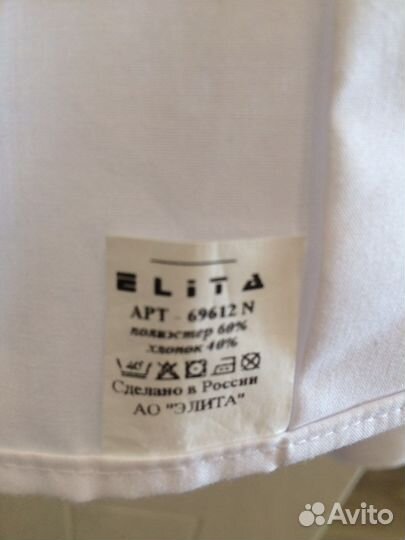 ELiTA
АРТ - 69612 N
полиэстер 60%
хлопок 40%
Сделано в России
АО "ЭЛИТА"
Avito